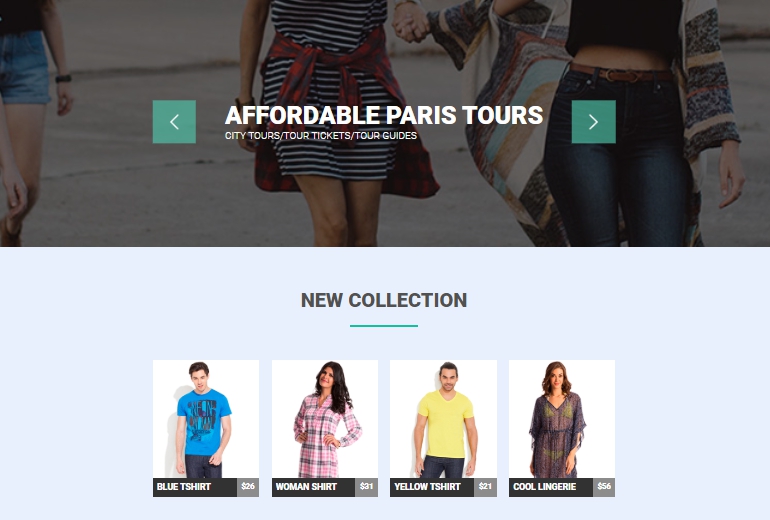 AFFORDABLE PARIS TOURS
CITY TOURS/TOUR TICKETS/TOUR GUIDES
NEW COLLECTION
BLUE TSHIRT $26
WOMAN SHIRT $31
YELLOW TSHIRT $21
COOL LINGERIE $56